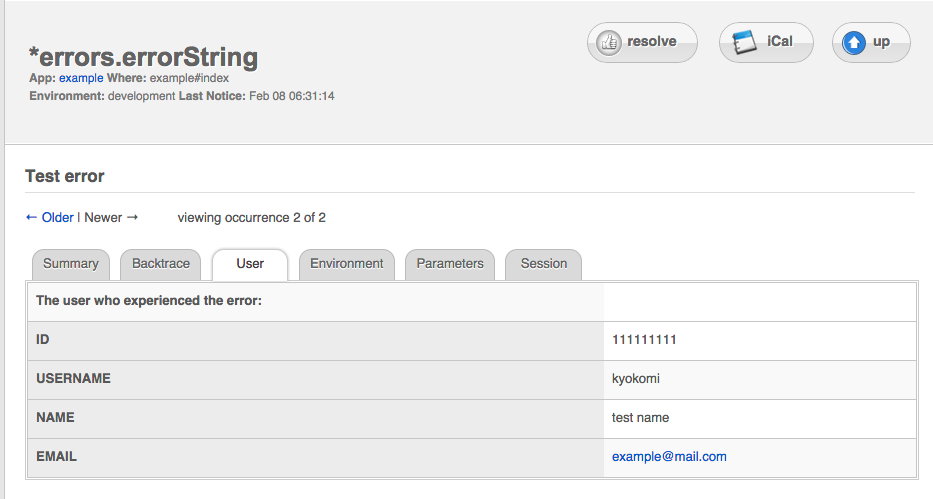 *errors.errorString
resolve
iCal
up
App: example Where: example#index
Environment: development Last Notice: Feb 08 06:31:14
Test error
← Older | Newer → viewing occurrence 2 of 2
Summary Backtrace User Environment Parameters Session
The user who experienced the error:
ID 111111111
USERNAME kyokomi
NAME test name
EMAIL example@mail.com